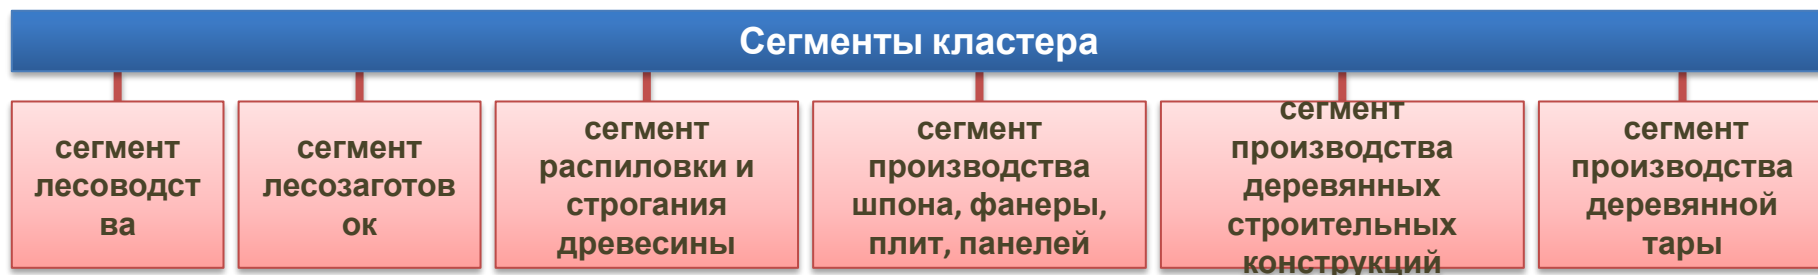 Сегменты кластера
сегмент
лесоводст
ва
сегмент
лесозаготов
ок
сегмент
распиловки и
строгания
древесины
сегмент
производства
шпона, фанеры,
плит, панелей
сегмент
производства
деревянных
строительных
конструкций
сегмент
производства
деревянной
тары